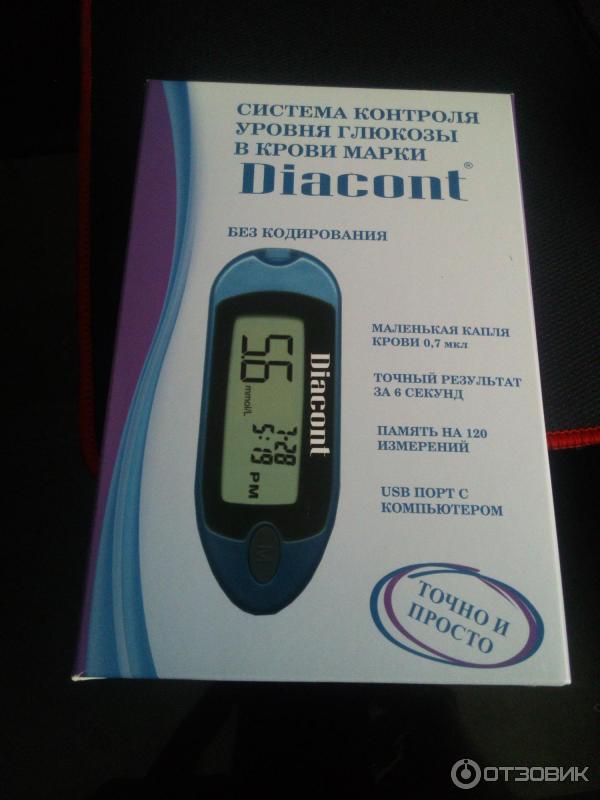 СИСТЕМА КОНТРОЛЯ
УРОВНЯ ГЛЮКОЗЫ
В КРОВИ МАРКИ
Diacont®
БЕЗ КОДИРОВАНИЯ
5.6
mmol/L
7-28
5:19 PM
Diacont
M
МАЛЕНЬКАЯ КАПЛЯ
КРОВИ 0,7 мкл
ТОЧНЫЙ РЕЗУЛЬТАТ
ЗА 6 СЕКУНД
ПАМЯТЬ НА 120
ИЗМЕРЕНИЙ
USB ПОРТ С
КОМПЬЮТЕРОМ
ТОЧНО И
ПРОСТО
ОТЗОВИК